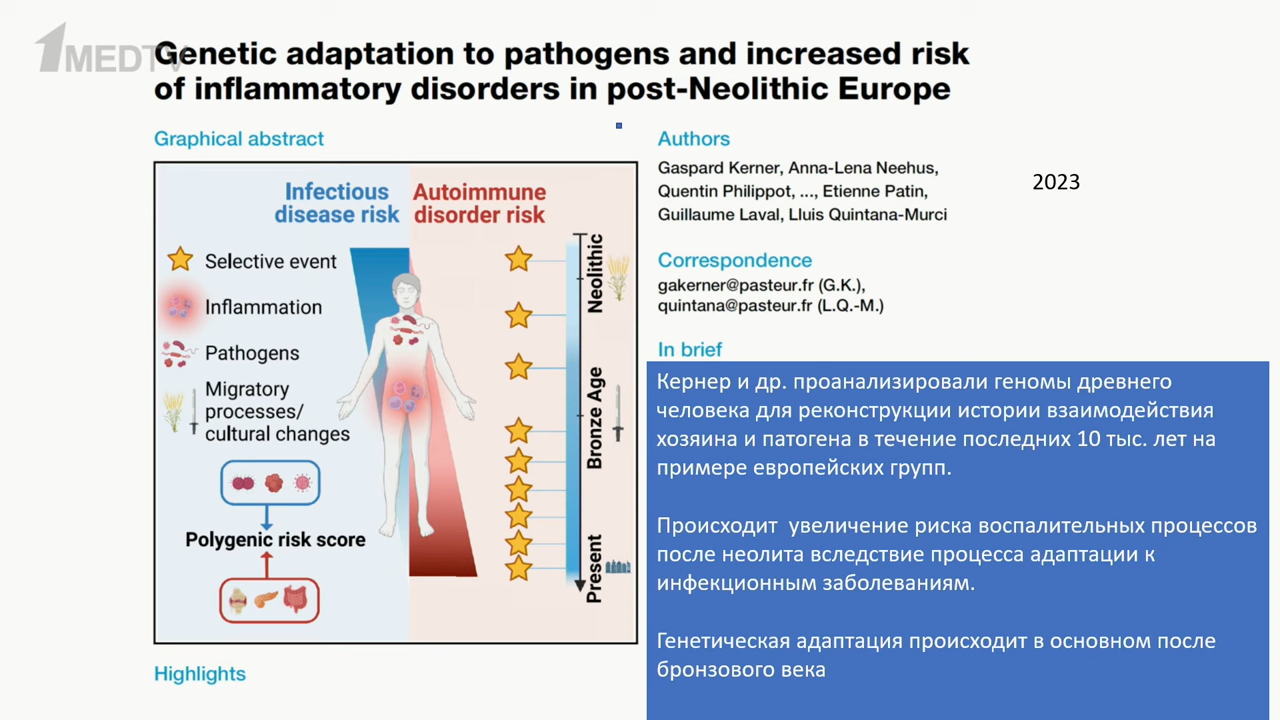 1MEDTV
Genetic adaptation to pathogens and increased risk
of inflammatory disorders in post-Neolithic Europe
Graphical abstract
Infectious
disease risk
Autoimmune
disorder risk
Selective event
Inflammation
Pathogens
Migratory
processes/
cultural changes
Polygenic risk score
Neolithic
Bronze Age
Present
Highlights
Authors
Gaspard Kerner, Anna-Lena Neehus,
Quentin Philippot, ..., Etienne Patin,
Guillaume Laval, Lluis Quintana-Murci
2023
Correspondence
gakerner@pasteur.fr (G.K.),
quintana@pasteur.fr (L.Q.-M.)
In brief
Кернер и др. проанализировали геномы древнего
человека для реконструкции истории взаимодействия
хозяина и патогена в течение последних 10 тыс. лет на
примере европейских групп.
Происходит увеличение риска воспалительных процессов
после неолита вследствие процесса адаптации к
инфекционным заболеваниям.
Генетическая адаптация происходит в основном после
бронзового века